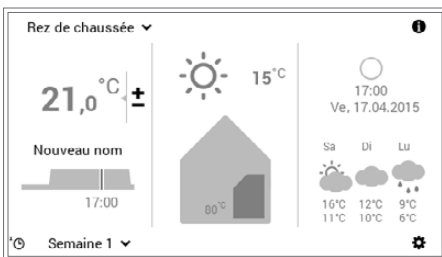 Rez de chaussée
21,0 °C ±
Nouveau nom
17:00
Semaine 1
15°C
80°C
17:00
Ve, 17.04.2015
Sa Di Lu
16°C 12°C 9°C
11°C 10°C 6°C